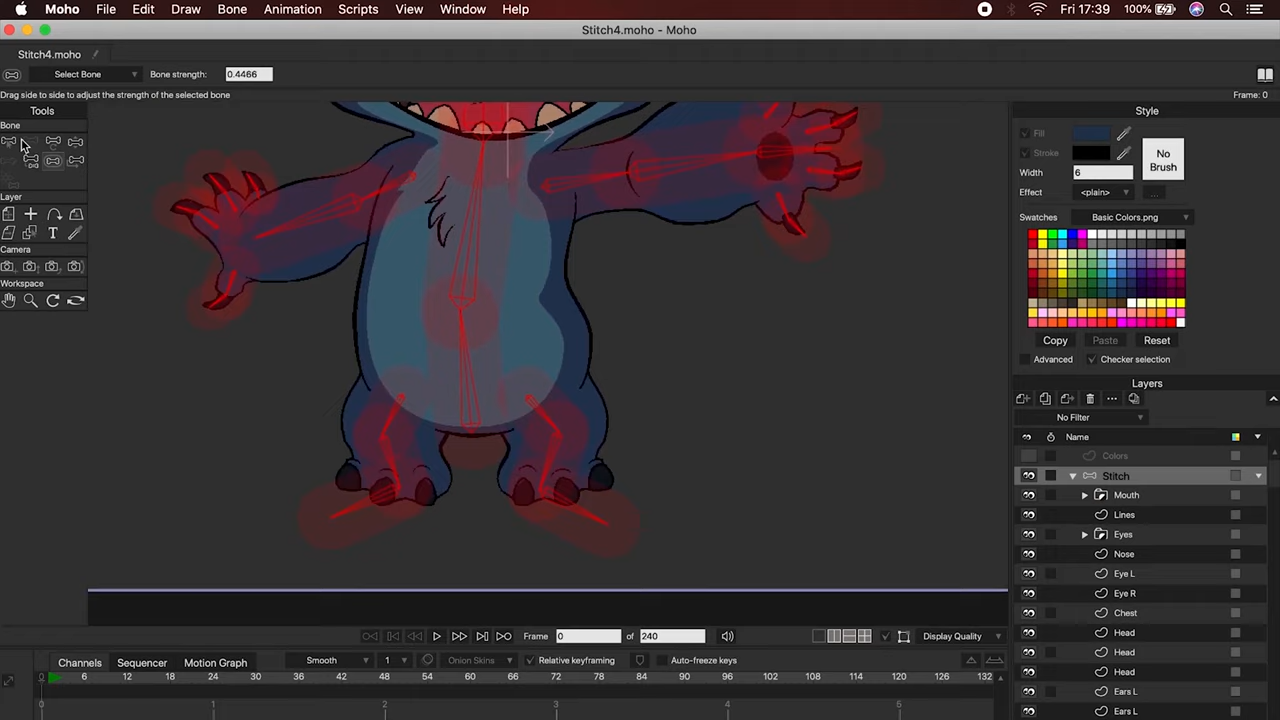 Moho File Edit Draw Bone Animation Scripts View Window Help 100% Fri 17:39
Stitch4.moho - Moho
Stitch4.moho
Select Bone Bone strength: 0.4466
Drag side to side to adjust the strength of the selected bone Frame: 0
Tools
Bone
Layer
Camera
Workspace
Style
Fill
Stroke
No Brush
Width 6
Effect <plain> ...
Swatches Basic Colors.png
Copy Paste Reset
Advanced Checker selection
Layers
No Filter
Name
Colors
Stitch
Mouth
Lines
Eyes
Nose
Eye L
Eye R
Chest
Head
Head
Head
Ears L
Ears L
Frame 0 of 240 Display Quality
Channels Sequencer Motion Graph Smooth 1 Onion Skins Relative keyframing Auto-freeze keys
0 6 12 18 24 30 36 42 48 54 60 66 72 78 84 90 96 102 108 114 120 126 132
0 1 2 3 4 5